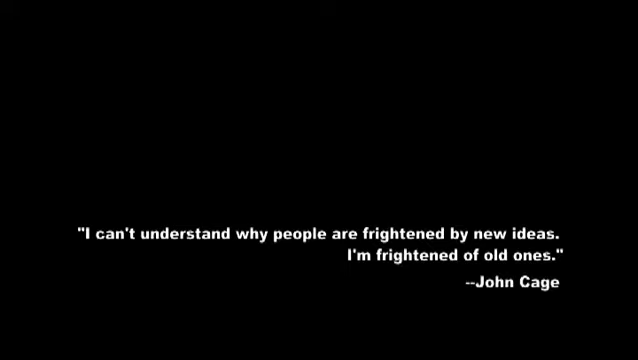 "I can't understand why people are frightened by new ideas.
I'm frightened of old ones."
--John Cage